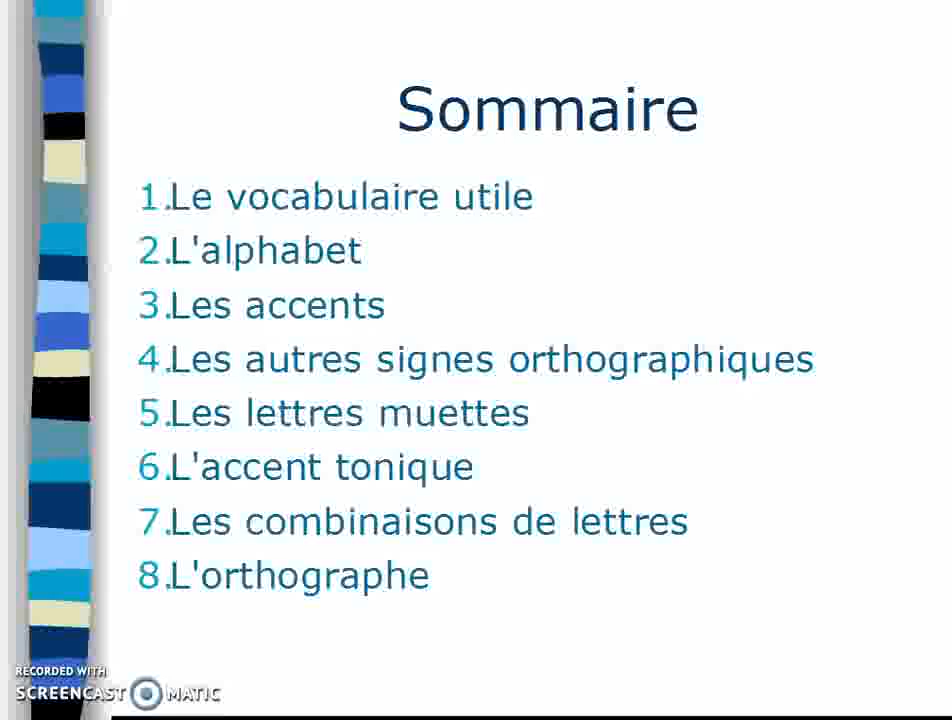 Sommaire
1.Le vocabulaire utile
2.L'alphabet
3.Les accents
4.Les autres signes orthographiques
5.Les lettres muettes
6.L'accent tonique
7.Les combinaisons de lettres
8.L'orthographe
RECORDED WITH
SCREENCAST MATIC